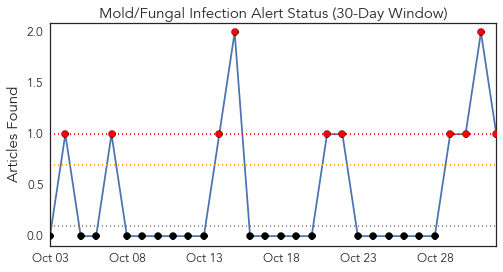 Mold/Fungal Infection Alert Status (30-Day Window)
Articles Found
2.0
1.5
1.0
0.5
0.0
Oct 03 Oct 08 Oct 13 Oct 18 Oct 23 Oct 28